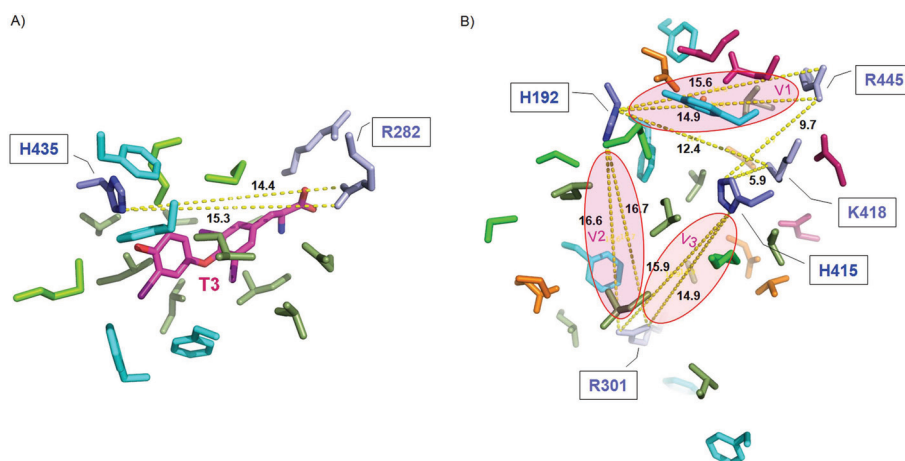 A)
H435
R282
14.4
15.3
T3
B)
H192
R445
15.6
V1
14.9
9.7
12.4
5.9
K418
16.6
16.7
V2
V3
15.9
H415
14.9
R301